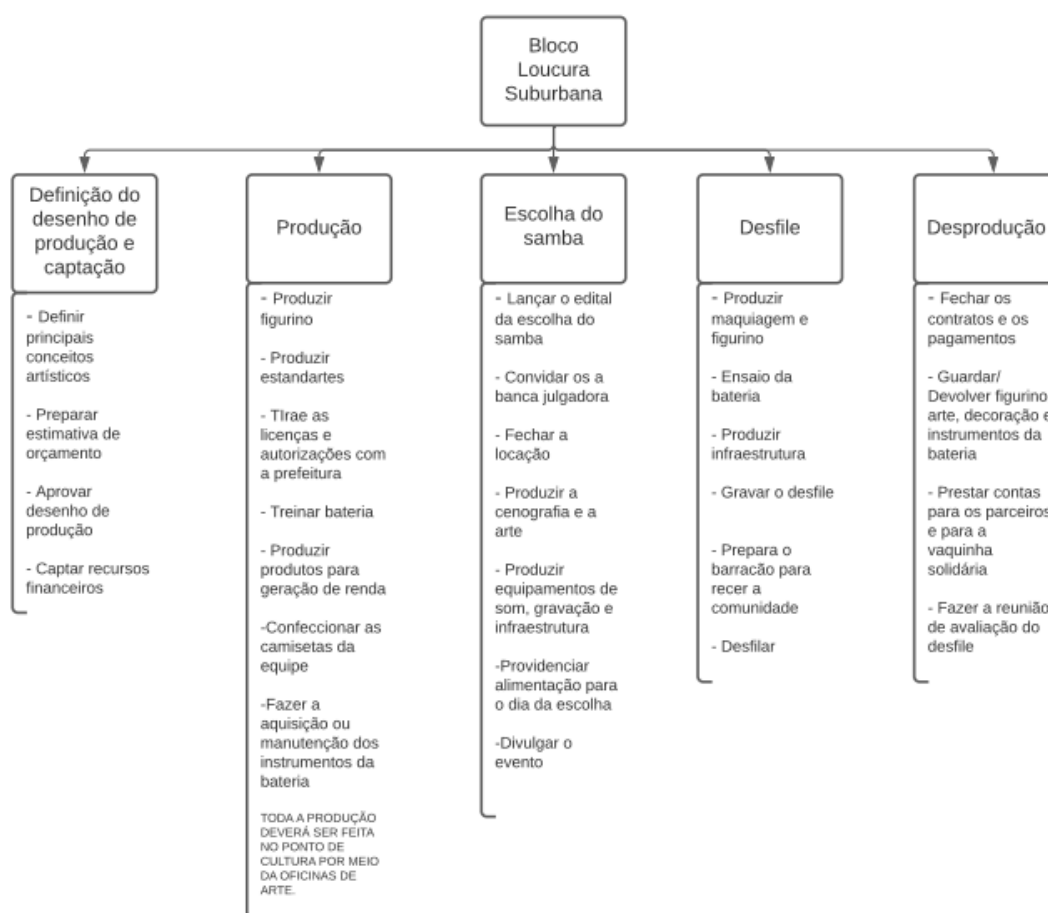 Bloco
Loucura
Suburbana
Definição do
desenho de
produção e
captação
- Definir
principais
conceitos
artísticos
- Preparar
estimativa de
orçamento
- Aprovar
desenho de
produção
- Captar recursos
financeiros
Produção
- Produzir
figurino
- Produzir
estandartes
- TIrae as
licenças e
autorizações com
a prefeitura
- Treinar bateria
- Produzir
produtos para
geração de renda
-Confeccionar as
camisetas da
equipe
-Fazer a
aquisição ou
manutenção dos
instrumentos da
bateria
TODA A PRODUÇÃO
DEVERÁ SER FEITA
NO PONTO DE
CULTURA POR MEIO
DA OFICINAS DE
ARTE.
Escolha do
samba
- Lançar o edital
da escolha do
samba
- Convidar os a
banca julgadora
- Fechar a
locação
- Produzir a
cenografia e a
arte
- Produzir
equipamentos de
som, gravação e
infraestrutura
-Providenciar
alimentação para
o dia da escolha
-Divulgar o
evento
Desfile
- Produzir
maquiagem e
figurino
- Ensaio da
bateria
- Produzir
infraestrutura
- Gravar o desfile
- Prepara o
barracão para
recer a
comunidade
- Desfilar
Desprodução
- Fechar os
contratos e os
pagamentos
- Guardar/
Devolver figurino
arte, decoração e
instrumentos da
bateria
- Prestar contas
para os parceiros
e para a
vaquinha
solidária
- Fazer a reunião
de avaliação do
desfile